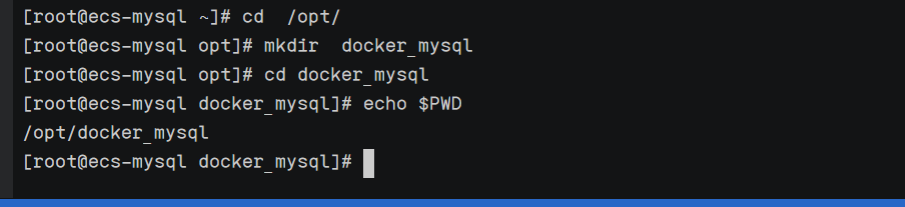 [root@ecs-mysql ~]# cd  /opt/
[root@ecs-mysql opt]# mkdir  docker_mysql
[root@ecs-mysql opt]# cd docker_mysql
[root@ecs-mysql docker_mysql]# echo $PWD
/opt/docker_mysql
[root@ecs-mysql docker_mysql]#